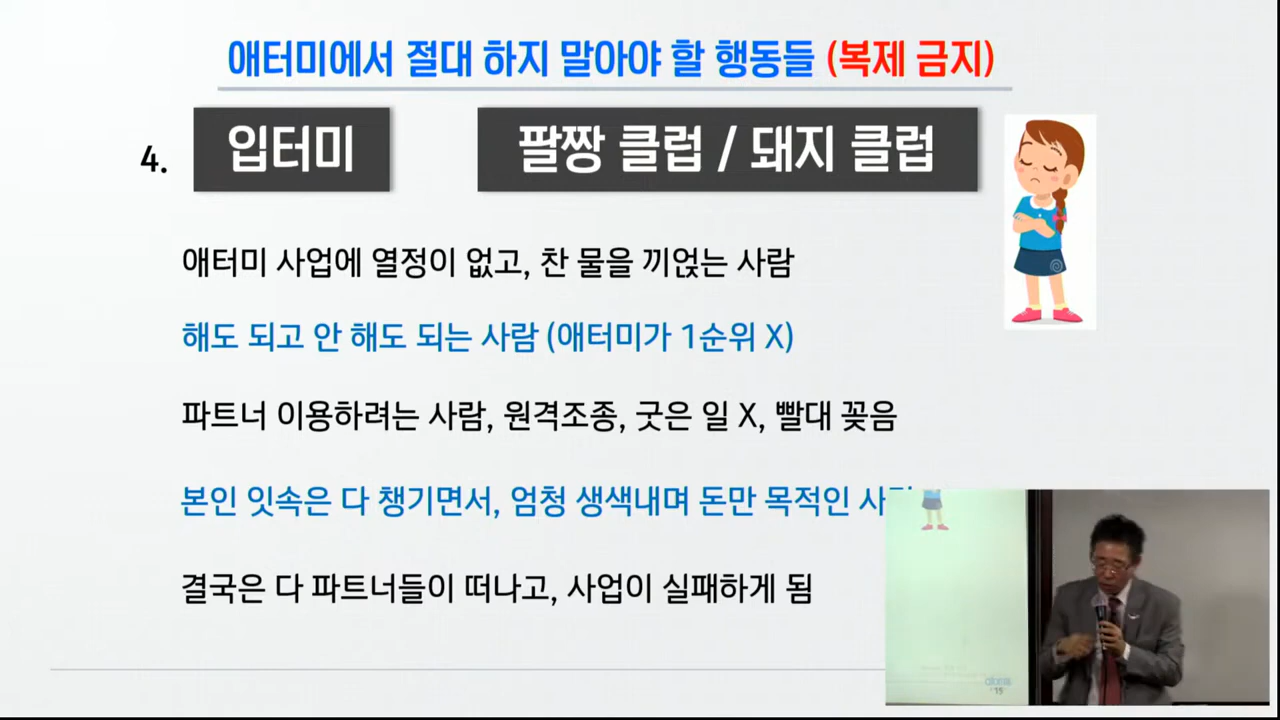 애터미에서 절대 하지 말아야 할 행동들 (복제 금지)
4. 입터미 팔짱 클럽 / 돼지 클럽
애터미 사업에 열정이 없고, 찬 물을 끼얹는 사람
해도 되고 안 해도 되는 사람 (애터미가 1순위 X)
파트너 이용하려는 사람, 원격조종, 굿은 일 X, 빨대 꽂음
본인 잇속은 다 챙기면서, 엄청 생색내며 돈만 목적인
결국은 다 파트너들이 떠나고, 사업이 실패하게 됨
15